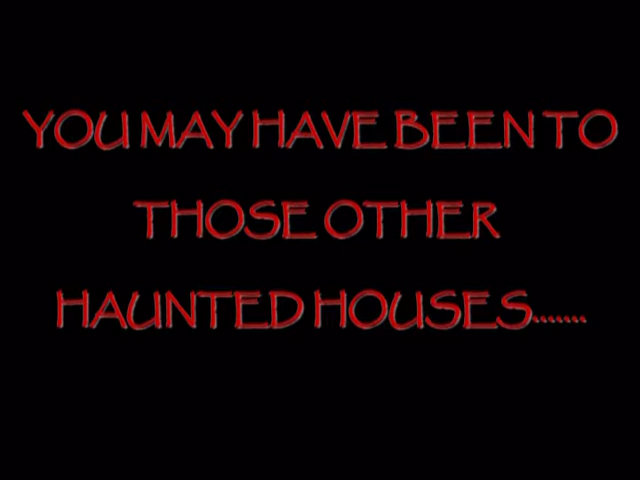 YOU MAY HAVE BEEN TO
THOSE OTHER
HAUNTED HOUSES.......